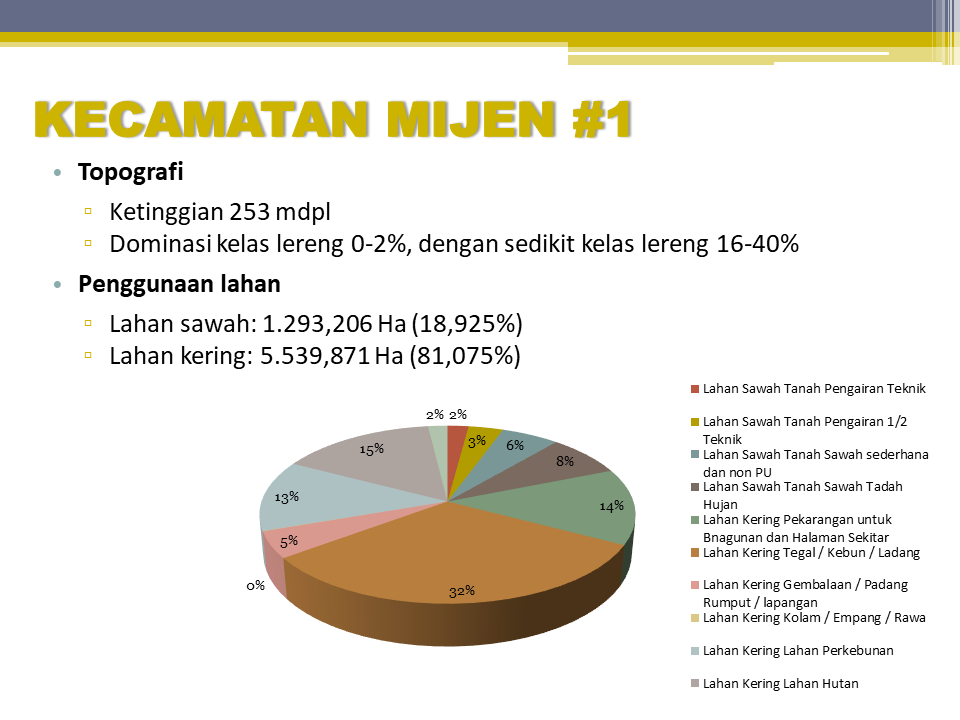 KECAMATAN MIJEN #1
• Topografi
▫ Ketinggian 253 mdpl
▫ Dominasi kelas lereng 0-2%, dengan sedikit kelas lereng 16-40%
• Penggunaan lahan
▫ Lahan sawah: 1.293,206 Ha (18,925%)
▫ Lahan kering: 5.539,871 Ha (81,075%)
2%
2%
3%
6%
8%
14%
32%
0%
5%
13%
15%
Lahan Sawah Tanah Pengairan Teknik
Lahan Sawah Tanah Pengairan 1/2
Teknik
Lahan Sawah Tanah Sawah sederhana
dan non PU
Lahan Sawah Tanah Sawah Tadah
Hujan
Lahan Kering Pekarangan untuk
Bnagunan dan Halaman Sekitar
Lahan Kering Tegal / Kebun / Ladang
Lahan Kering Gembalaan / Padang
Rumput / lapangan
Lahan Kering Kolam / Empang / Rawa
Lahan Kering Lahan Perkebunan
Lahan Kering Lahan Hutan